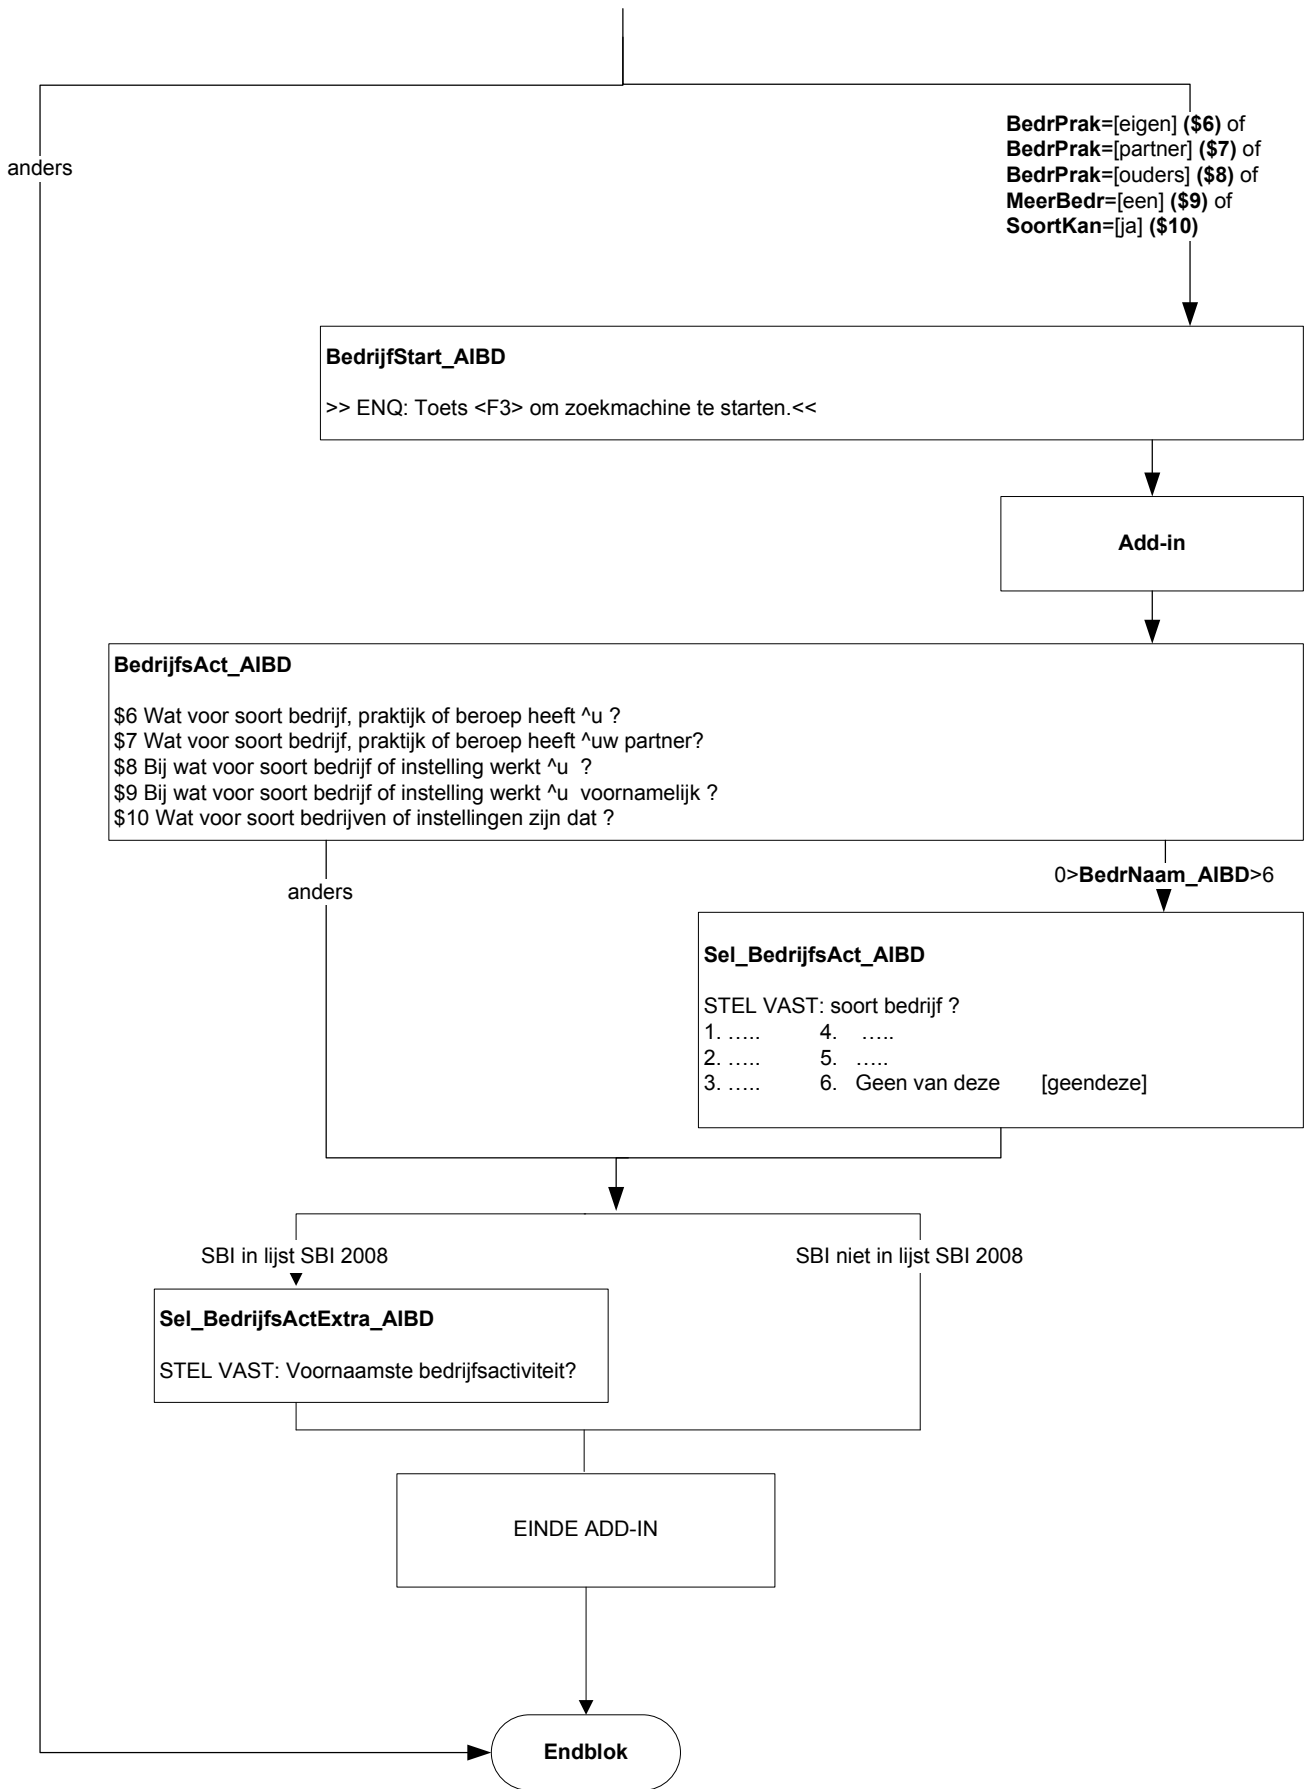 anders
BedrPrak=[eigen] ($6) of
BedrPrak=[partner] ($7) of
BedrPrak=[ouders] ($8) of
MeerBedr=[een] ($9) of
SoortKan=[ja] ($10)
BedrijfStart_AIBD
>> ENQ: Toets <F3> om zoekmachine te starten.<<
Add-in
BedrijfsAct_AIBD
$6 Wat voor soort bedrijf, praktijk of beroep heeft ^u ?
$7 Wat voor soort bedrijf, praktijk of beroep heeft ^uw partner?
$8 Bij wat voor soort bedrijf of instelling werkt ^u ?
$9 Bij wat voor soort bedrijf of instelling werkt ^u voornamelijk ?
$10 Wat voor soort bedrijven of instellingen zijn dat ?
anders
0>BedrNaam_AIBD>6
Sel_BedrijfsAct_AIBD
STEL VAST: soort bedrijf ?
1. ..... 4. .....
2. ..... 5. .....
3. ..... 6. Geen van deze [geendeze]
SBI in lijst SBI 2008
SBI niet in lijst SBI 2008
Sel_BedrijfsActExtra_AIBD
STEL VAST: Voornaamste bedrijfsactiviteit?
EINDE ADD-IN
Endblok